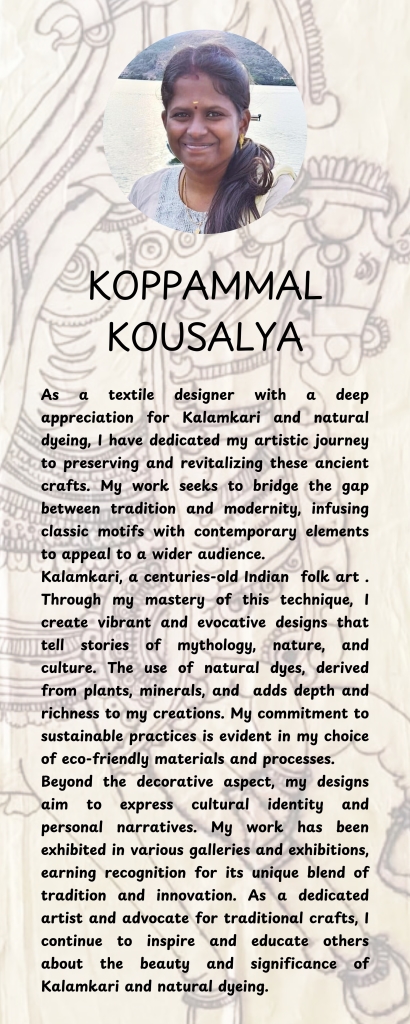 KOPPAMMAL
KOUSALYA
As a textile designer with a deep
appreciation for Kalamkari and natural
dyeing, I have dedicated my artistic journey
to preserving and revitalizing these ancient
crafts. My work seeks to bridge the gap
between tradition and modernity, infusing
classic motifs with contemporary elements
to appeal to a wider audience.
Kalamkari, a centuries-old Indian folk art .
Through my mastery of this technique, I
create vibrant and evocative designs that
tell stories of mythology, nature, and
culture. The use of natural dyes, derived
from plants, minerals, and adds depth and
richness to my creations. My commitment to
sustainable practices is evident in my choice
of eco-friendly materials and processes.
Beyond the decorative aspect, my designs
aim to express cultural identity and
personal narratives. My work has been
exhibited in various galleries and exhibitions,
earning recognition for its unique blend of
tradition and innovation. As a dedicated
artist and advocate for traditional crafts, I
continue to inspire and educate others
about the beauty and significance of
Kalamkari and natural dyeing.